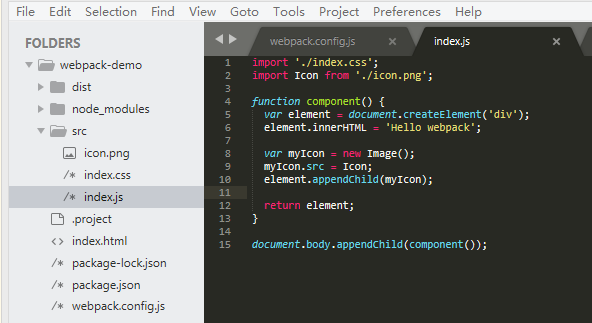 File Edit Selection Find View Goto Tools Project Preferences Help
FOLDERS
webpack-demo
dist
node_modules
src
icon.png
/* index.css
/* index.js
.project
<> index.html
package-lock.json
package.json
/* webpack.config.js
webpack.config.js × index.js ×
1 import './index.css';
2 import Icon from './icon.png';
3
4 function component() {
5 var element = document.createElement('div');
6 element.innerHTML = 'Hello webpack';
7
8 var myIcon = new Image();
9 myIcon.src = Icon;
10 element.appendChild(myIcon);
11
12 return element;
13 }
14
15 document.body.appendChild(component());